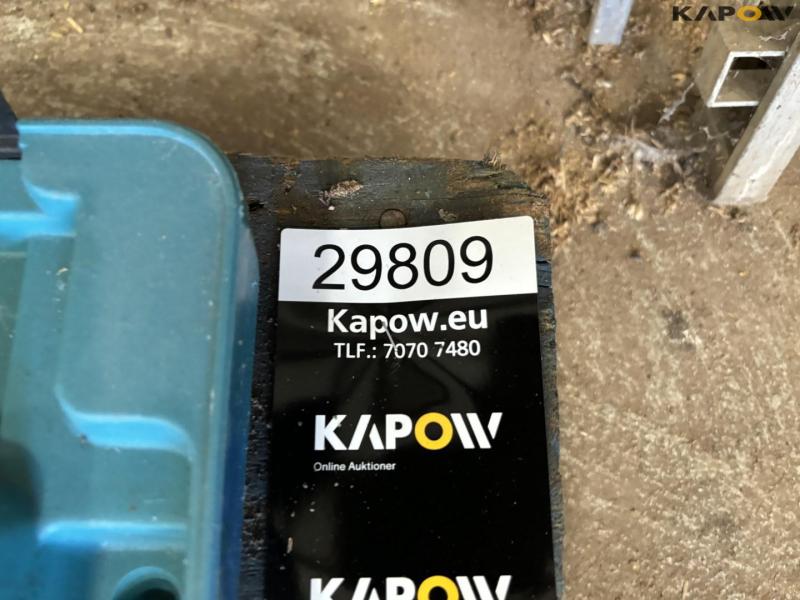 KAPOW
29809
Kapow.eu
TLF.: 7070 7480
KAPOW
Online Auktioner
KAPOW